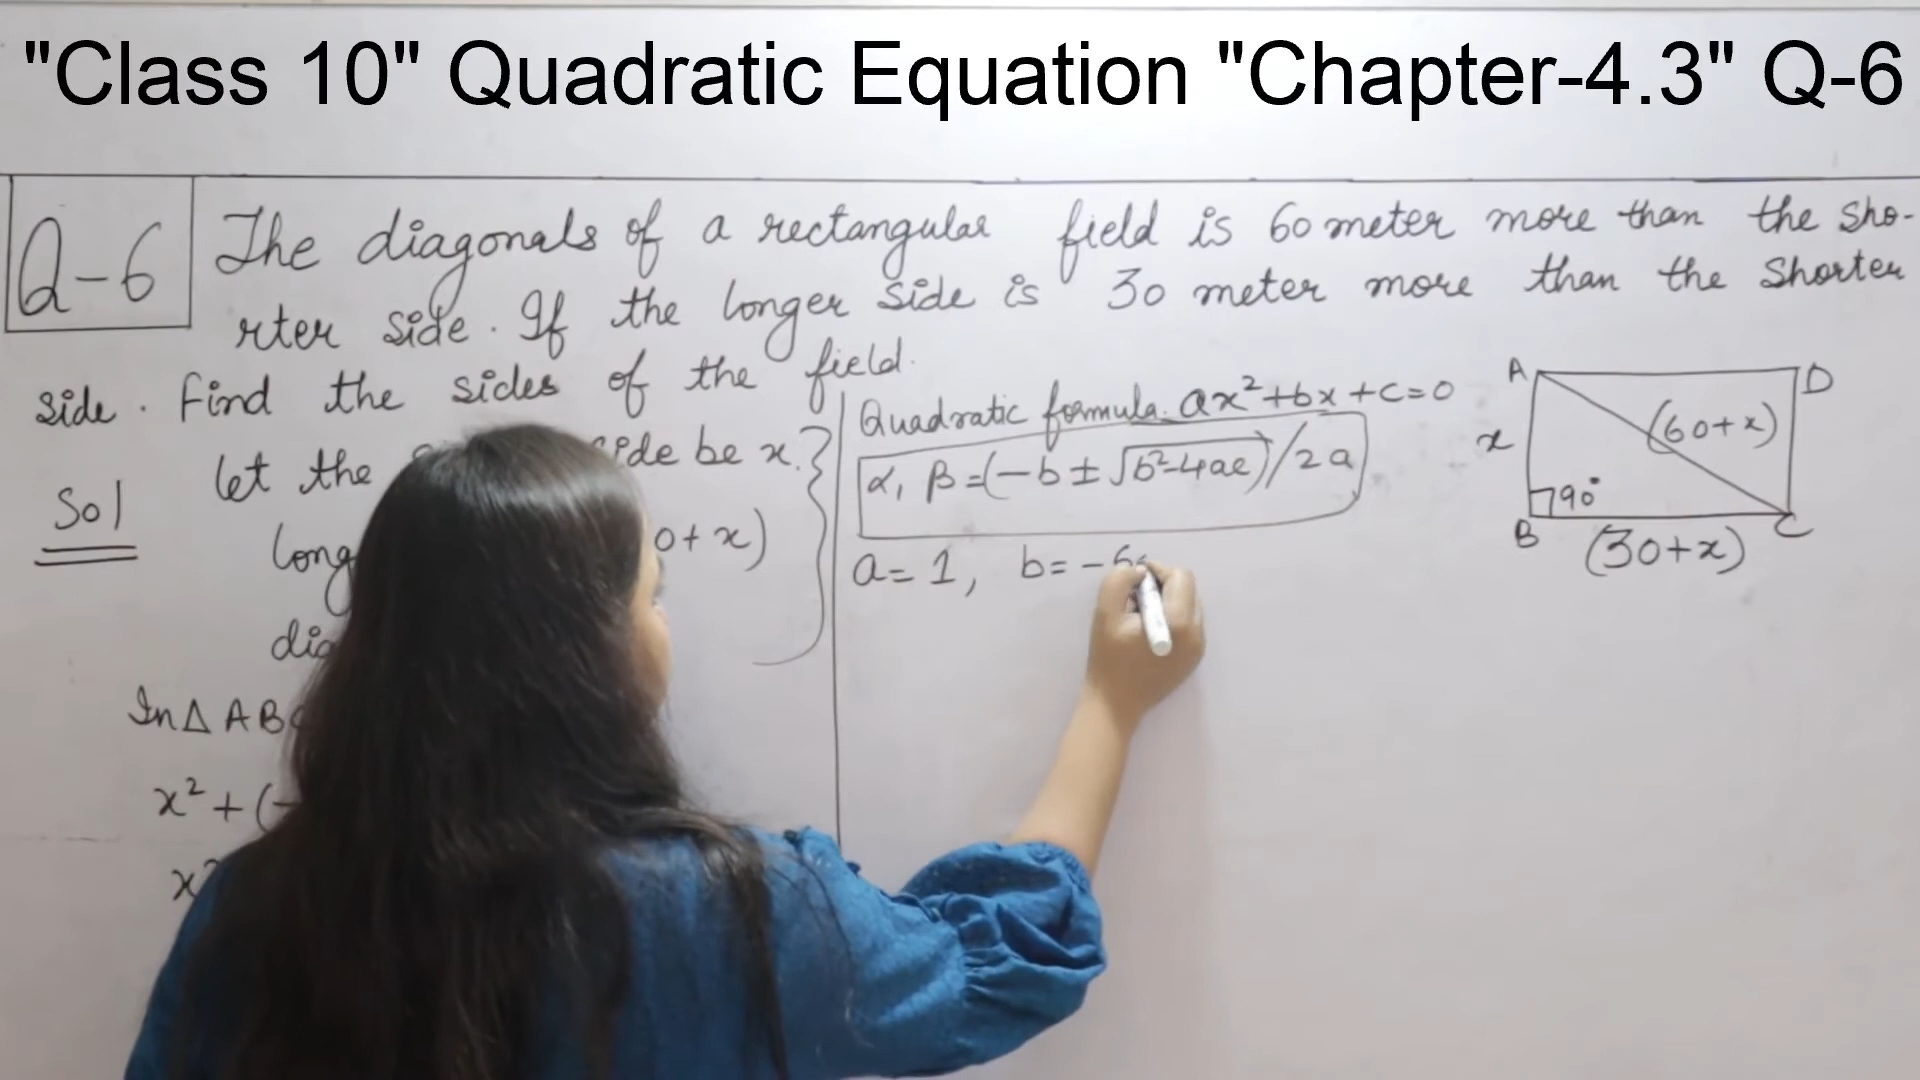 "Class 10" Quadratic Equation "Chapter-4.3" Q-6
Q-6
The diagonals of a rectangular field is 60 meter more than the sho-
rter side. If the longer side is 30 meter more than the shorter
side. Find the sides of the field.
Sol
let the side be x.
long 0+x)
dia
In △ ABC
x²+(
x²
Quadratic formula. ax²+bx+c=0
α, β=(-b±√b²-4ac)/2a
a=1, b=-6
A
D
x
(60+x)
90°
B
C
(30+x)